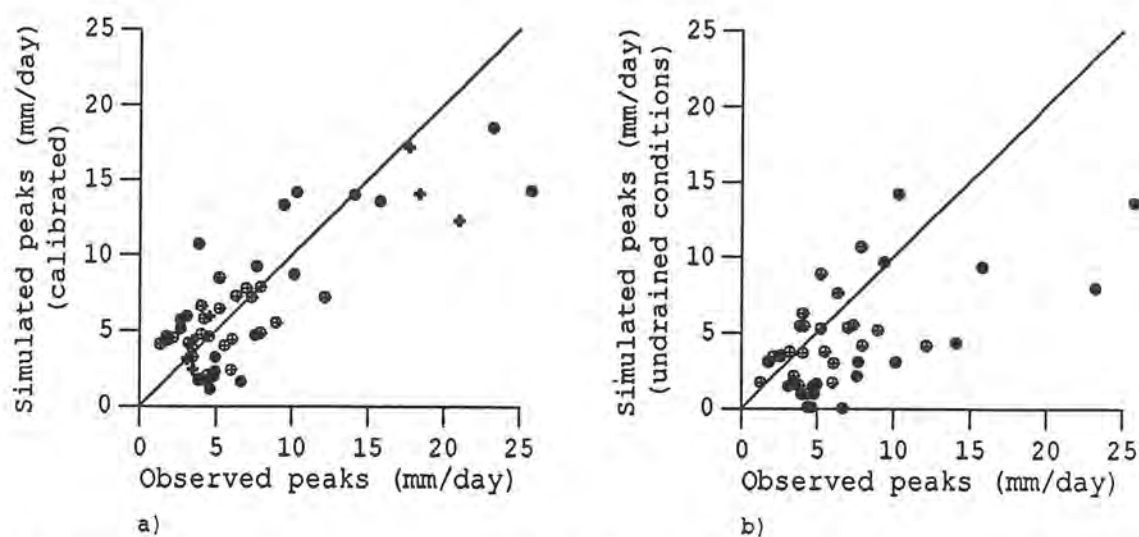 Simulated peaks (mm/day)
(calibrated)
25
20
15
10
5
0
0 5 10 15 20 25
Observed peaks (mm/day)
a)
Simulated peaks (mm/day)
(undrained conditions)
25
20
15
10
5
0
0 5 10 15 20 25
Observed peaks (mm/day)
b)